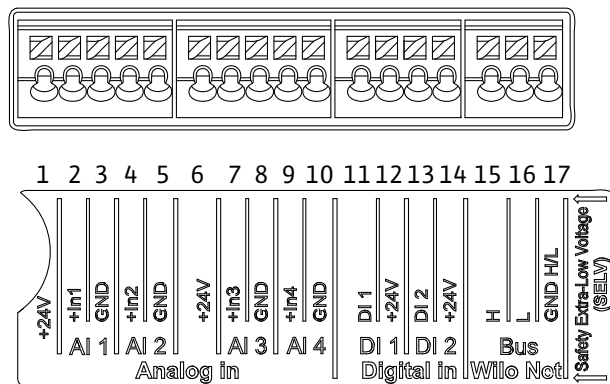 1 2 3 4 5 6 7 8 9 10 11 12 13 14 15 16 17
+24V +In1 GND +In2 GND +24V +In3 GND +In4 GND DI 1 +24V DI 2 +24V H L GND H/L
AI 1 AI 2 AI 3 AI 4 DI 1 DI 2 Bus
Analog in Digital in Wilo Net
Safety Extra-Low Voltage
(SELV)